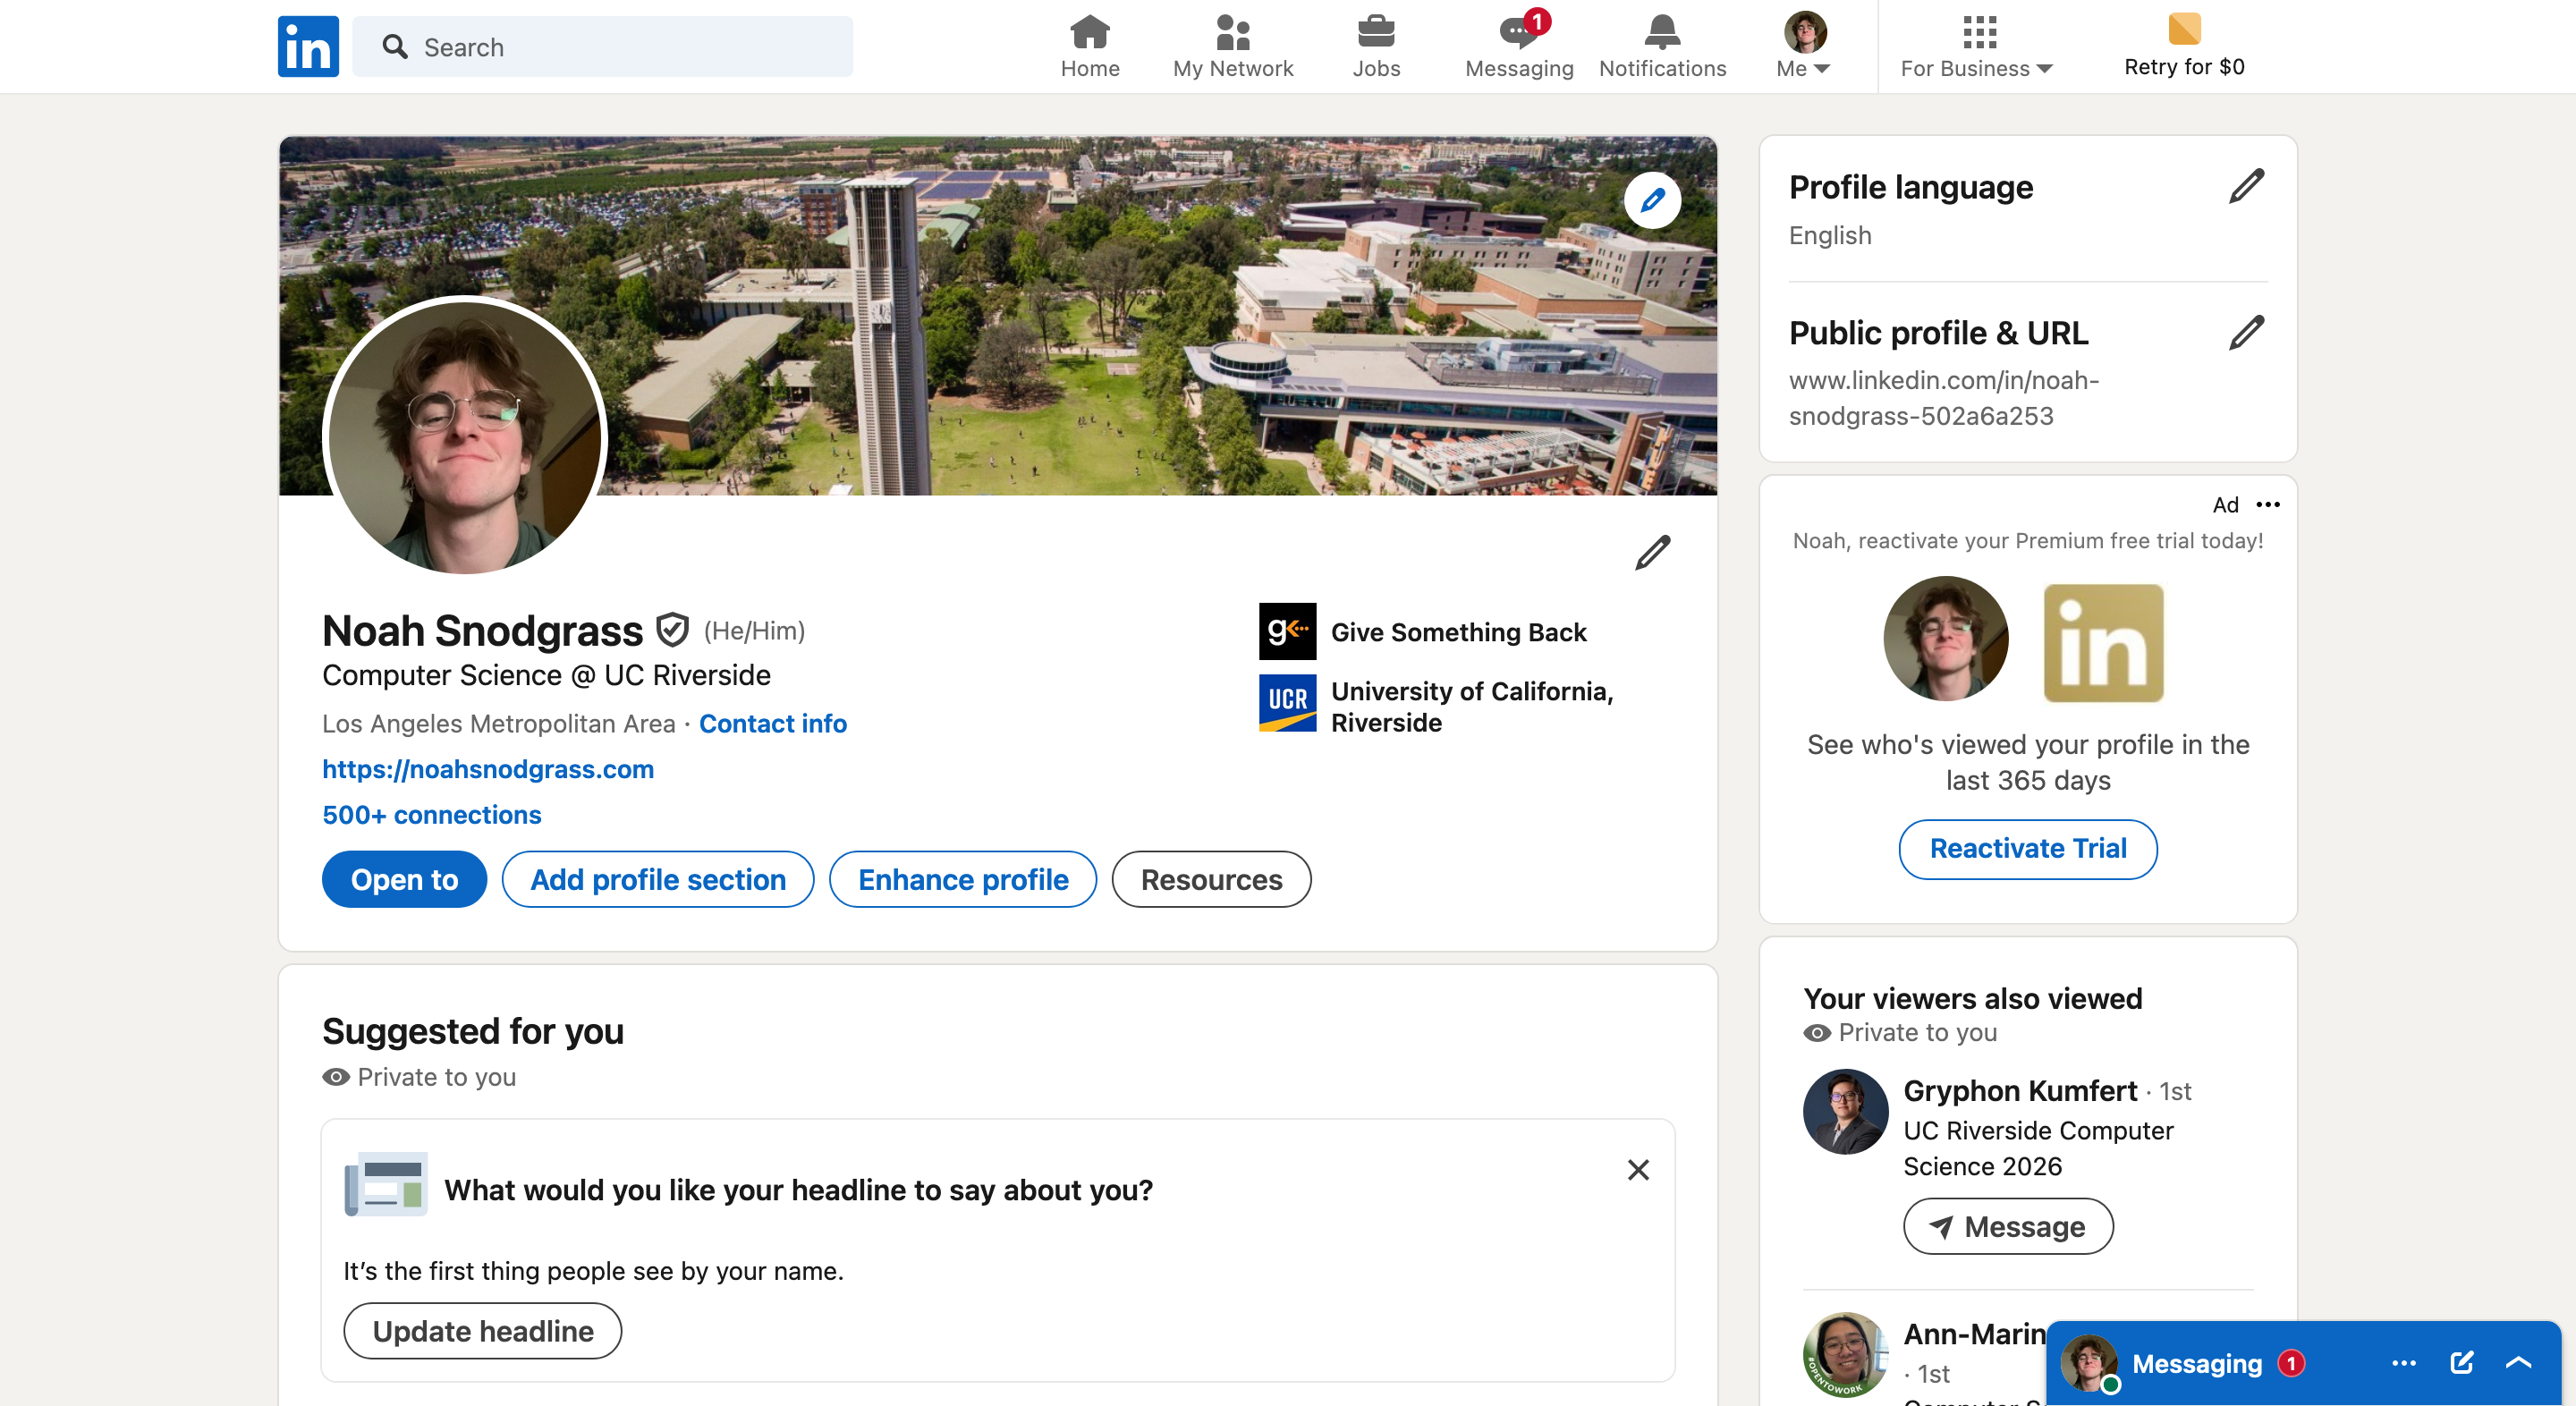 in
Search
Home
My Network
Jobs
1
Messaging
Notifications
Me
For Business
Retry for $0
Noah Snodgrass (He/Him)
Computer Science @ UC Riverside
Los Angeles Metropolitan Area · Contact info
https://noahsnodgrass.com
500+ connections
g
Give Something Back
UCR
University of California,
Riverside
Open to
Add profile section
Enhance profile
Resources
Suggested for you
Private to you
What would you like your headline to say about you?
It’s the first thing people see by your name.
Update headline
Profile language
English
Public profile & URL
www.linkedin.com/in/noah-
snodgrass-502a6a253
Ad
Noah, reactivate your Premium free trial today!
in
See who's viewed your profile in the
last 365 days
Reactivate Trial
Your viewers also viewed
Private to you
Gryphon Kumfert · 1st
UC Riverside Computer
Science 2026
Message
Ann-Marin
· 1st
#OPENTOWORK
Messaging 1